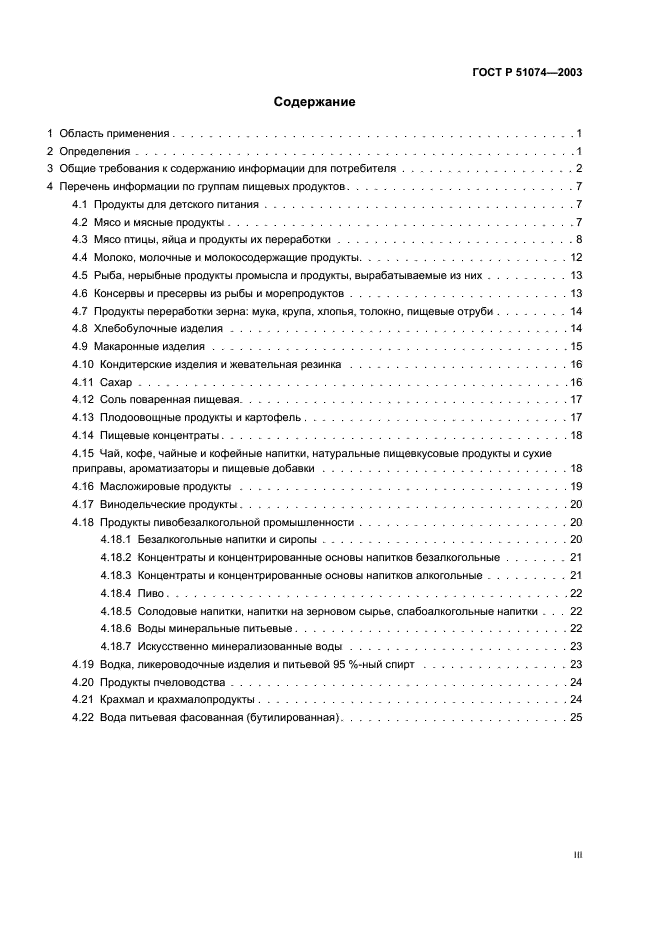 ГОСТ Р 51074—2003
Содержание
1 Область применения . . . . . . . . . . . . . . . . . . . . . . . . . . . . . . . . . . . . 1
2 Определения . . . . . . . . . . . . . . . . . . . . . . . . . . . . . . . . . . . . . . . . 1
3 Общие требования к содержанию информации для потребителя . . . . . . . . . . . . . . . . 2
4 Перечень информации по группам пищевых продуктов . . . . . . . . . . . . . . . . . . . . 7
4.1 Продукты для детского питания . . . . . . . . . . . . . . . . . . . . . . . . . . . . 7
4.2 Мясо и мясные продукты . . . . . . . . . . . . . . . . . . . . . . . . . . . . . . . 7
4.3 Мясо птицы, яйца и продукты их переработки . . . . . . . . . . . . . . . . . . . . . . 8
4.4 Молоко, молочные и молокосодержащие продукты. . . . . . . . . . . . . . . . . . . 12
4.5 Рыба, нерыбные продукты промысла и продукты, вырабатываемые из них . . . . . . . . 13
4.6 Консервы и пресервы из рыбы и морепродуктов . . . . . . . . . . . . . . . . . . . . 13
4.7 Продукты переработки зерна: мука, крупа, хлопья, толокно, пищевые отруби . . . . . . . 14
4.8 Хлебобулочные изделия . . . . . . . . . . . . . . . . . . . . . . . . . . . . . . 14
4.9 Макаронные изделия . . . . . . . . . . . . . . . . . . . . . . . . . . . . . . . . 15
4.10 Кондитерские изделия и жевательная резинка . . . . . . . . . . . . . . . . . . . . 16
4.11 Сахар . . . . . . . . . . . . . . . . . . . . . . . . . . . . . . . . . . . . . . 16
4.12 Соль поваренная пищевая. . . . . . . . . . . . . . . . . . . . . . . . . . . . . 17
4.13 Плодоовощные продукты и картофель . . . . . . . . . . . . . . . . . . . . . . . . 17
4.14 Пищевые концентраты . . . . . . . . . . . . . . . . . . . . . . . . . . . . . . . 18
4.15 Чай, кофе, чайные и кофейные напитки, натуральные пищевкусовые продукты и сухие
приправы, ароматизаторы и пищевые добавки . . . . . . . . . . . . . . . . . . . . . . 18
4.16 Масложировые продукты . . . . . . . . . . . . . . . . . . . . . . . . . . . . . . 19
4.17 Винодельческие продукты . . . . . . . . . . . . . . . . . . . . . . . . . . . . . 20
4.18 Продукты пивобезалкогольной промышленности . . . . . . . . . . . . . . . . . . . 20
4.18.1 Безалкогольные напитки и сиропы . . . . . . . . . . . . . . . . . . . . . . . 20
4.18.2 Концентраты и концентрированные основы напитков безалкогольные . . . . . . 21
4.18.3 Концентраты и концентрированные основы напитков алкогольные . . . . . . . . 21
4.18.4 Пиво . . . . . . . . . . . . . . . . . . . . . . . . . . . . . . . . . . . . 22
4.18.5 Солодовые напитки, напитки на зерновом сырье, слабоалкогольные напитки . . . 22
4.18.6 Воды минеральные питьевые . . . . . . . . . . . . . . . . . . . . . . . . . 22
4.18.7 Искусственно минерализованные воды . . . . . . . . . . . . . . . . . . . . 23
4.19 Водка, ликероводочные изделия и питьевой 95 %-ный спирт . . . . . . . . . . . . . . 23
4.20 Продукты пчеловодства . . . . . . . . . . . . . . . . . . . . . . . . . . . . . . 24
4.21 Крахмал и крахмалопродукты . . . . . . . . . . . . . . . . . . . . . . . . . . . 24
4.22 Вода питьевая фасованная (бутилированная) . . . . . . . . . . . . . . . . . . . . 25
III